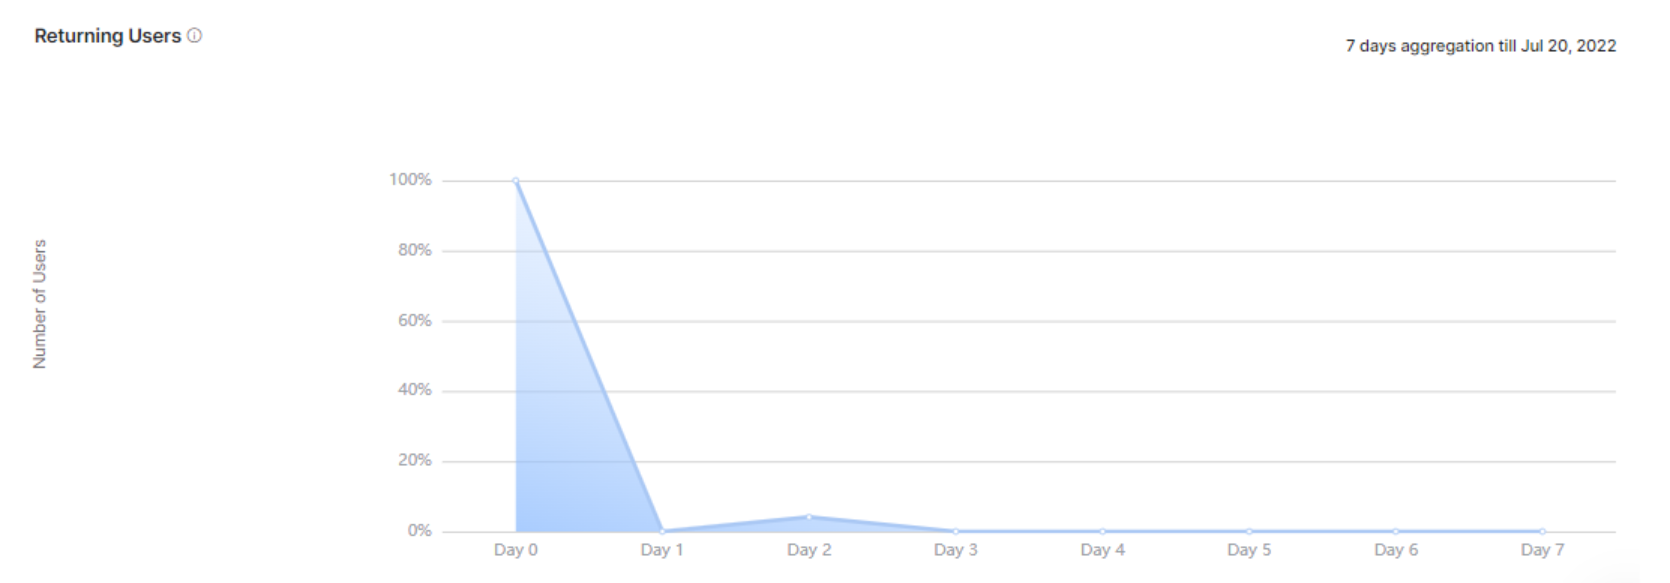 Returning Users
7 days aggregation till Jul 20, 2022
Number of Users
100%
80%
60%
40%
20%
0%
Day 0 Day 1 Day 2 Day 3 Day 4 Day 5 Day 6 Day 7